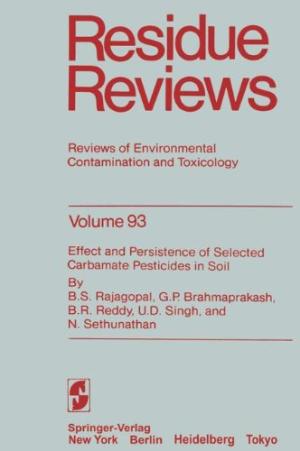 Residue
Reviews
Reviews of Environmental
Contamination and Toxicology
Volume 93
Effect and Persistence of Selected
Carbamate Pesticides in Soil
By
B.S. Rajagopal, G.P. Brahmaprakash,
B.R. Reddy, U.D. Singh, and
N. Sethunathan
Springer-Verlag
New York Berlin Heidelberg Tokyo